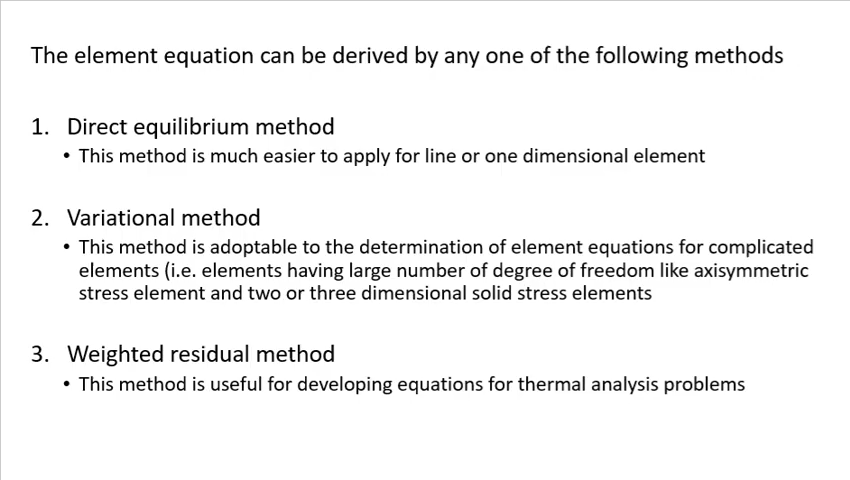 The element equation can be derived by any one of the following methods
1. Direct equilibrium method
• This method is much easier to apply for line or one dimensional element
2. Variational method
• This method is adoptable to the determination of element equations for complicated
elements (i.e. elements having large number of degree of freedom like axisymmetric
stress element and two or three dimensional solid stress elements
3. Weighted residual method
• This method is useful for developing equations for thermal analysis problems